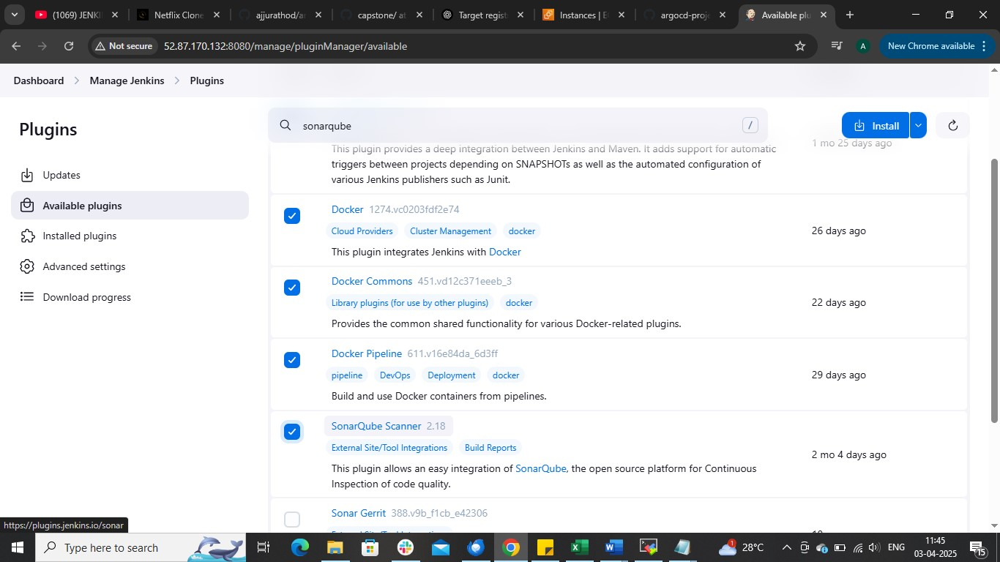 (1069) JENKI
Netflix Clone
ajjurathod/ar
capstone/ at
Target regist
Instances | E
argocd-proje
Available plu
Not secure
52.87.170.132:8080/manage/pluginManager/available
A
New Chrome available
Dashboard
Manage Jenkins
Plugins
Plugins
sonarqube
/
Install
Updates
Available plugins
Installed plugins
Advanced settings
Download progress
This plugin provides a deep integration between Jenkins and Maven. It adds support for automatic
triggers between projects depending on SNAPSHOTs as well as the automated configuration of
various Jenkins publishers such as Junit.
1 mo 25 days ago
Docker 1274.vc0203fdf2e74
Cloud Providers Cluster Management docker
This plugin integrates Jenkins with Docker
26 days ago
Docker Commons 451.vd12c371eeeb_3
Library plugins (for use by other plugins) docker
Provides the common shared functionality for various Docker-related plugins.
22 days ago
Docker Pipeline 611.v16e84da_6d3ff
pipeline DevOps Deployment docker
Build and use Docker containers from pipelines.
29 days ago
SonarQube Scanner 2.18
External Site/Tool Integrations Build Reports
This plugin allows an easy integration of SonarQube, the open source platform for Continuous
Inspection of code quality.
2 mo 4 days ago
Sonar Gerrit 388.v9b_f1cb_e42306
https://plugins.jenkins.io/sonar
Type here to search
1
28°C
ENG
11:45
03-04-2025
15